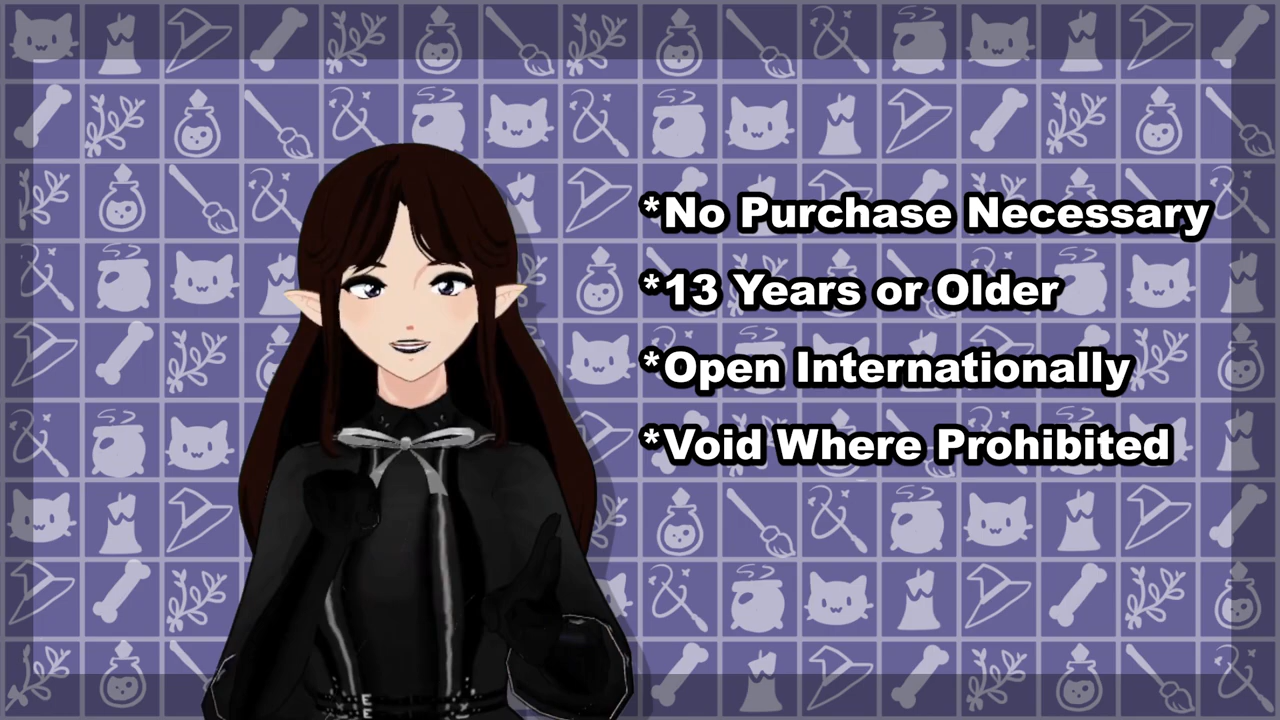 *No Purchase Necessary
*13 Years or Older
*Open Internationally
*Void Where Prohibited